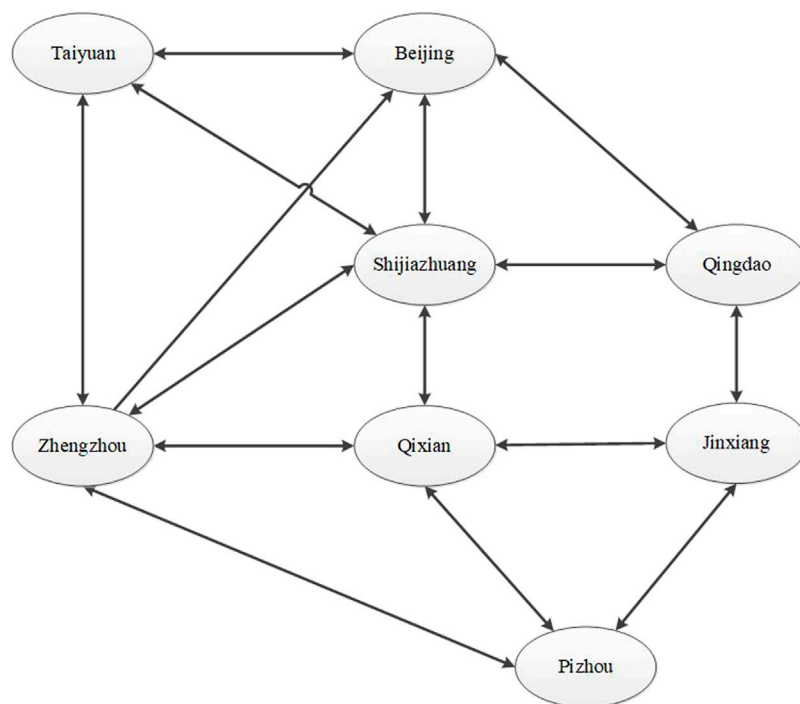 Taiyuan
Beijing
Shijiazhuang
Qingdao
Zhengzhou
Qixian
Jinxiang
Pizhou